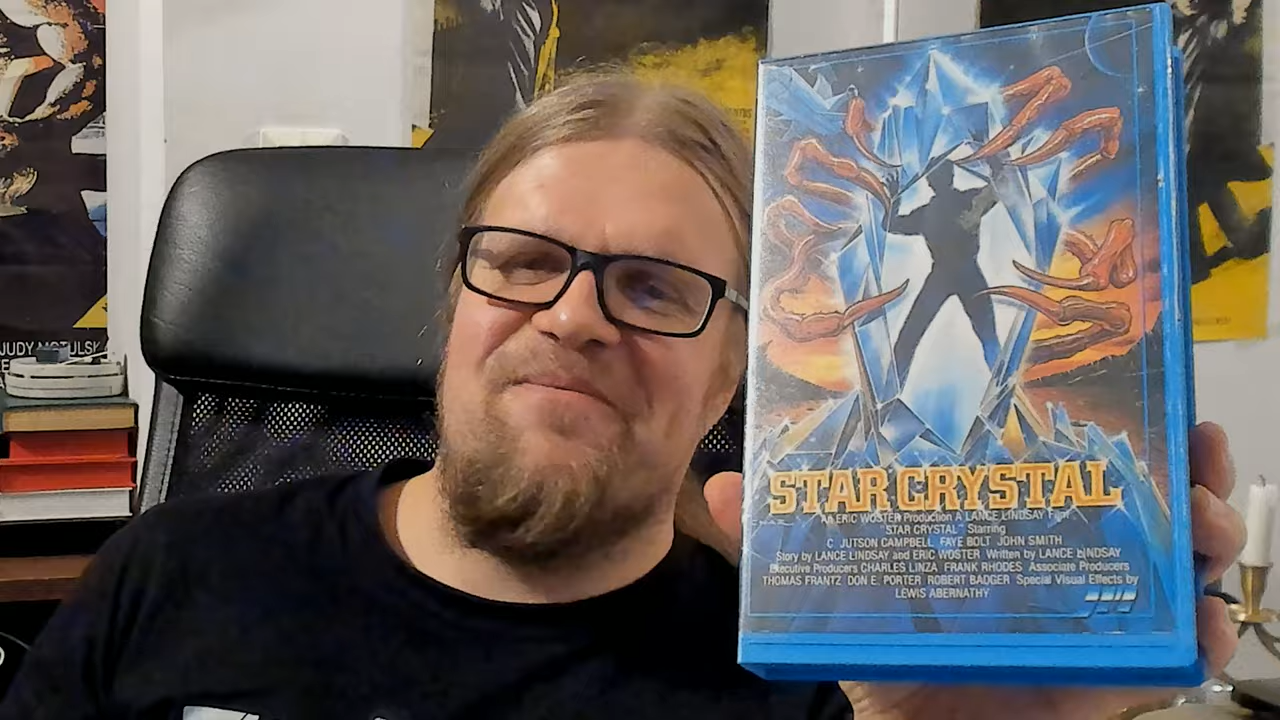 STAR CRYSTAL
An ERIC WOSTER Production A LANCE LINDSAY Film
"STAR CRYSTAL" Starring
C. JUTSON CAMPBELL FAYE BOLT JOHN SMITH
Story by LANCE LINDSAY and ERIC WOSTER Written by LANCE LINDSAY
Executive Producers CHARLES LINZA FRANK RHODES Associate Producers
THOMAS FRANTZ DON E. PORTER ROBERT BADGER Special Visual Effects by
LEWIS ABERNATHY
JUDY MOTULSK